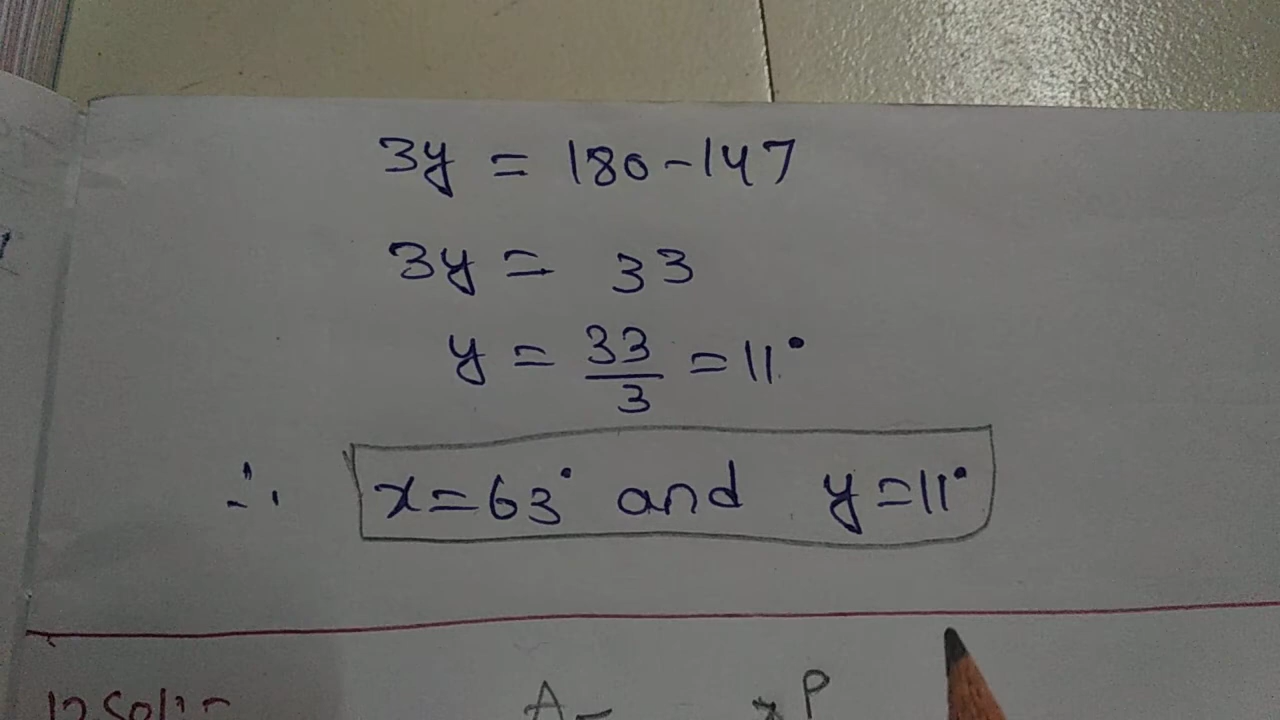 3y = 180-147
3y = 33
y = 33/3 = 11°
∴ x=63° and y=11°
A P